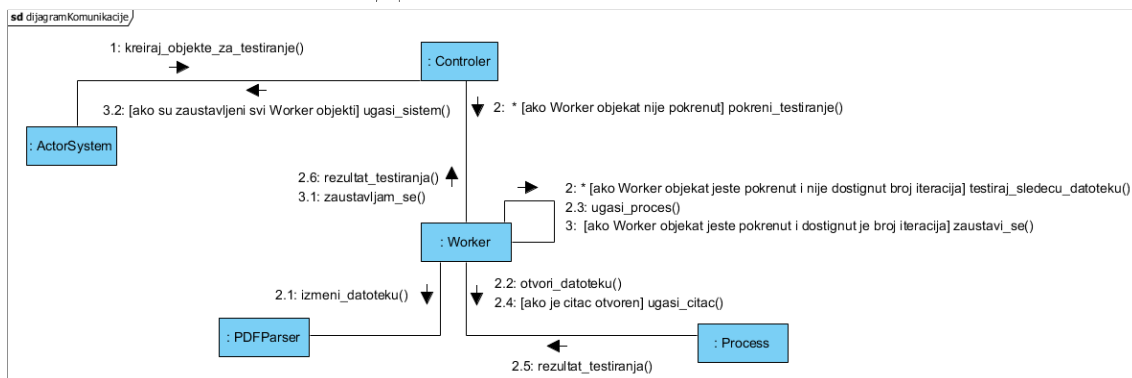 sd dijagramKomunikacije
1: kreiraj_objekte_za_testiranje()
: Controler
3.2: [ako su zaustavljeni svi Worker objekti] ugasi_sistem()
2: * [ako Worker objekat nije pokrenut] pokreni_testiranje()
: ActorSystem
2.6: rezultat_testiranja()
3.1: zaustavljam_se()
2: * [ako Worker objekat jeste pokrenut i nije dostignut broj iteracija] testiraj_sledecu_datoteku()
2.3: ugasi_proces()
3: [ako Worker objekat jeste pokrenut i dostignut je broj iteracija] zaustavi_se()
: Worker
2.1: izmeni_datoteku()
2.2: otvori_datoteku()
2.4: [ako je citac otvoren] ugasi_citac()
: PDFParser
: Process
2.5: rezultat_testiranja()